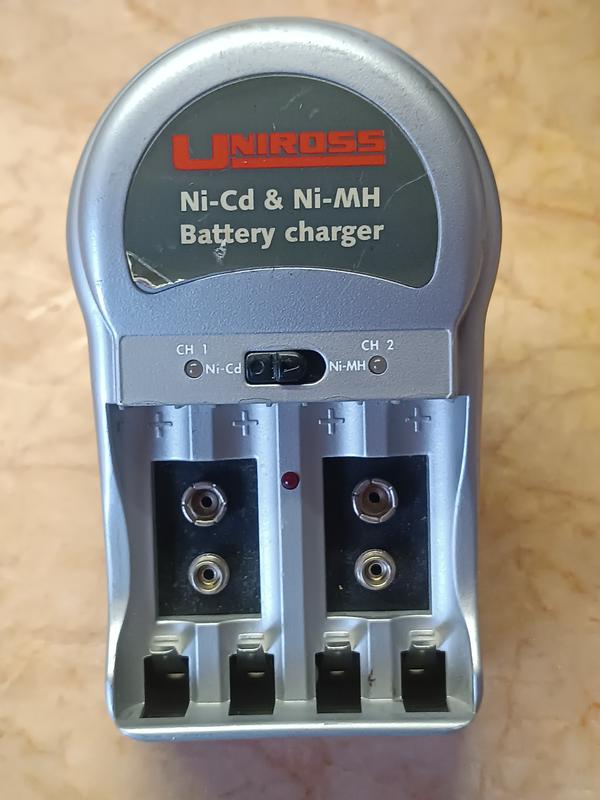 UNIROSS
Ni-Cd & Ni-MH
Battery charger
CH 1
CH 2
Ni-Cd
Ni-MH
+ + + +